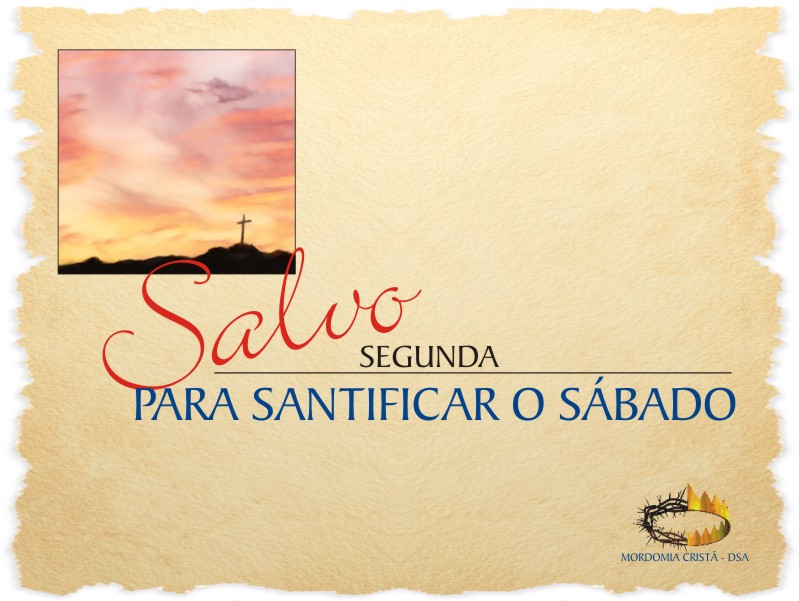 Salvo
SEGUNDA
PARA SANTIFICAR O SÁBADO
MORDOMIA CRISTÃ - DSA